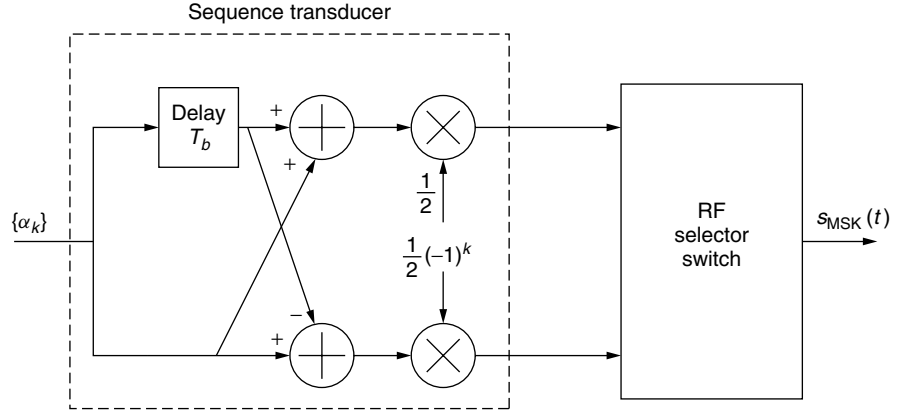 Sequence transducer
Delay
T_b
+
+
{α_k}
1/2
1/2 (−1)^k
−
+
RF
selector
switch
s_MSK(t)